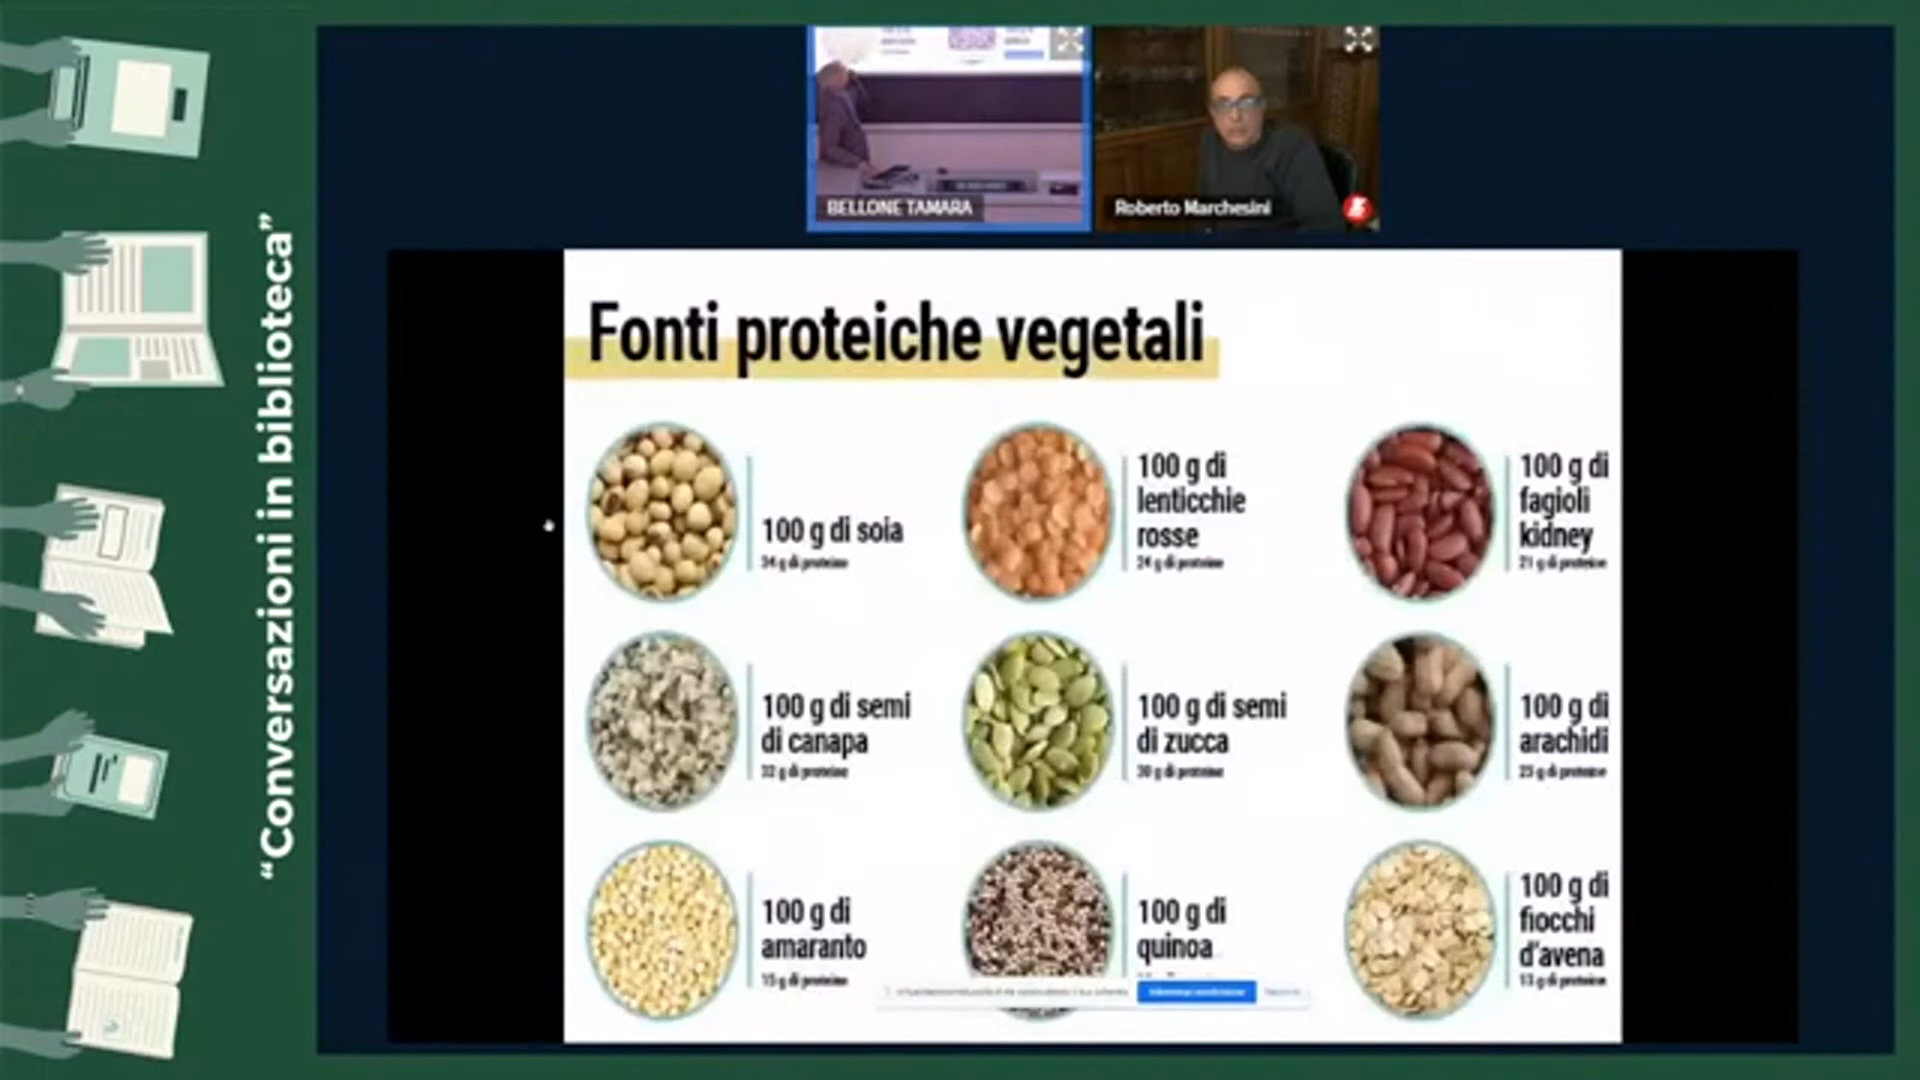 “Conversazioni in biblioteca”
BELLONE TAMARA
Roberto Marchesini
Fonti proteiche vegetali
100 g di soia
34 g di proteine
100 g di
lenticchie
rosse
24 g di proteine
100 g di
fagioli
kidney
21 g di proteine
100 g di semi
di canapa
32 g di proteine
100 g di semi
di zucca
30 g di proteine
100 g di
arachidi
25 g di proteine
100 g di
amaranto
15 g di proteine
100 g di
quinoa
100 g di
fiocchi
d'avena
13 g di proteine